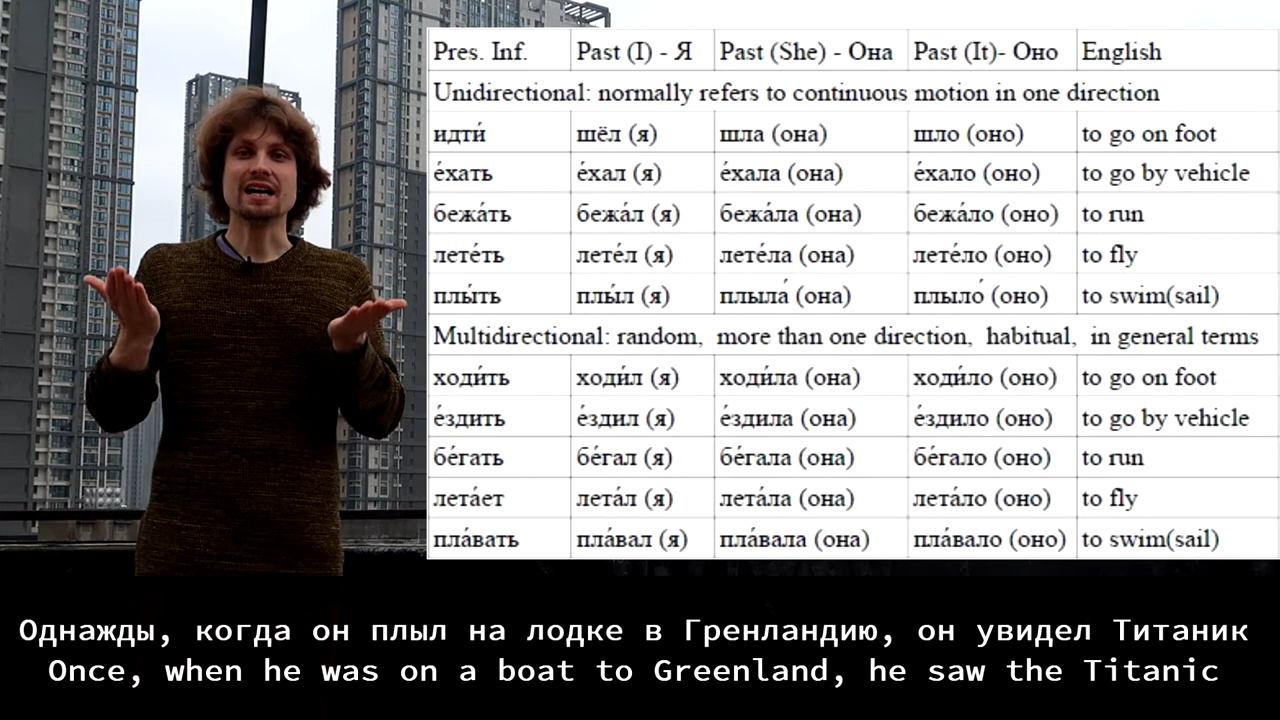 Pres. Inf. Past (I) - Я Past (She) - Она Past (It)- Оно English
Unidirectional: normally refers to continuous motion in one direction
идти́ шёл (я) шла (она) шло (оно) to go on foot
е́хать е́хал (я) е́хала (она) е́хало (оно) to go by vehicle
бежа́ть бежа́л (я) бежа́ла (она) бежа́ло (оно) to run
лете́ть лете́л (я) лете́ла (она) лете́ло (оно) to fly
плы́ть плы́л (я) плыла́ (она) плыло́ (оно) to swim(sail)
Multidirectional: random, more than one direction, habitual, in general terms
ходи́ть ходи́л (я) ходи́ла (она) ходи́ло (оно) to go on foot
е́здить е́здил (я) е́здила (она) е́здило (оно) to go by vehicle
бе́гать бе́гал (я) бе́гала (она) бе́гало (оно) to run
лета́ет лета́л (я) лета́ла (она) лета́ло (оно) to fly
пла́вать пла́вал (я) пла́вала (она) пла́вало (оно) to swim(sail)
Однажды, когда он плыл на лодке в Гренландию, он увидел Титаник
Once, when he was on a boat to Greenland, he saw the Titanic